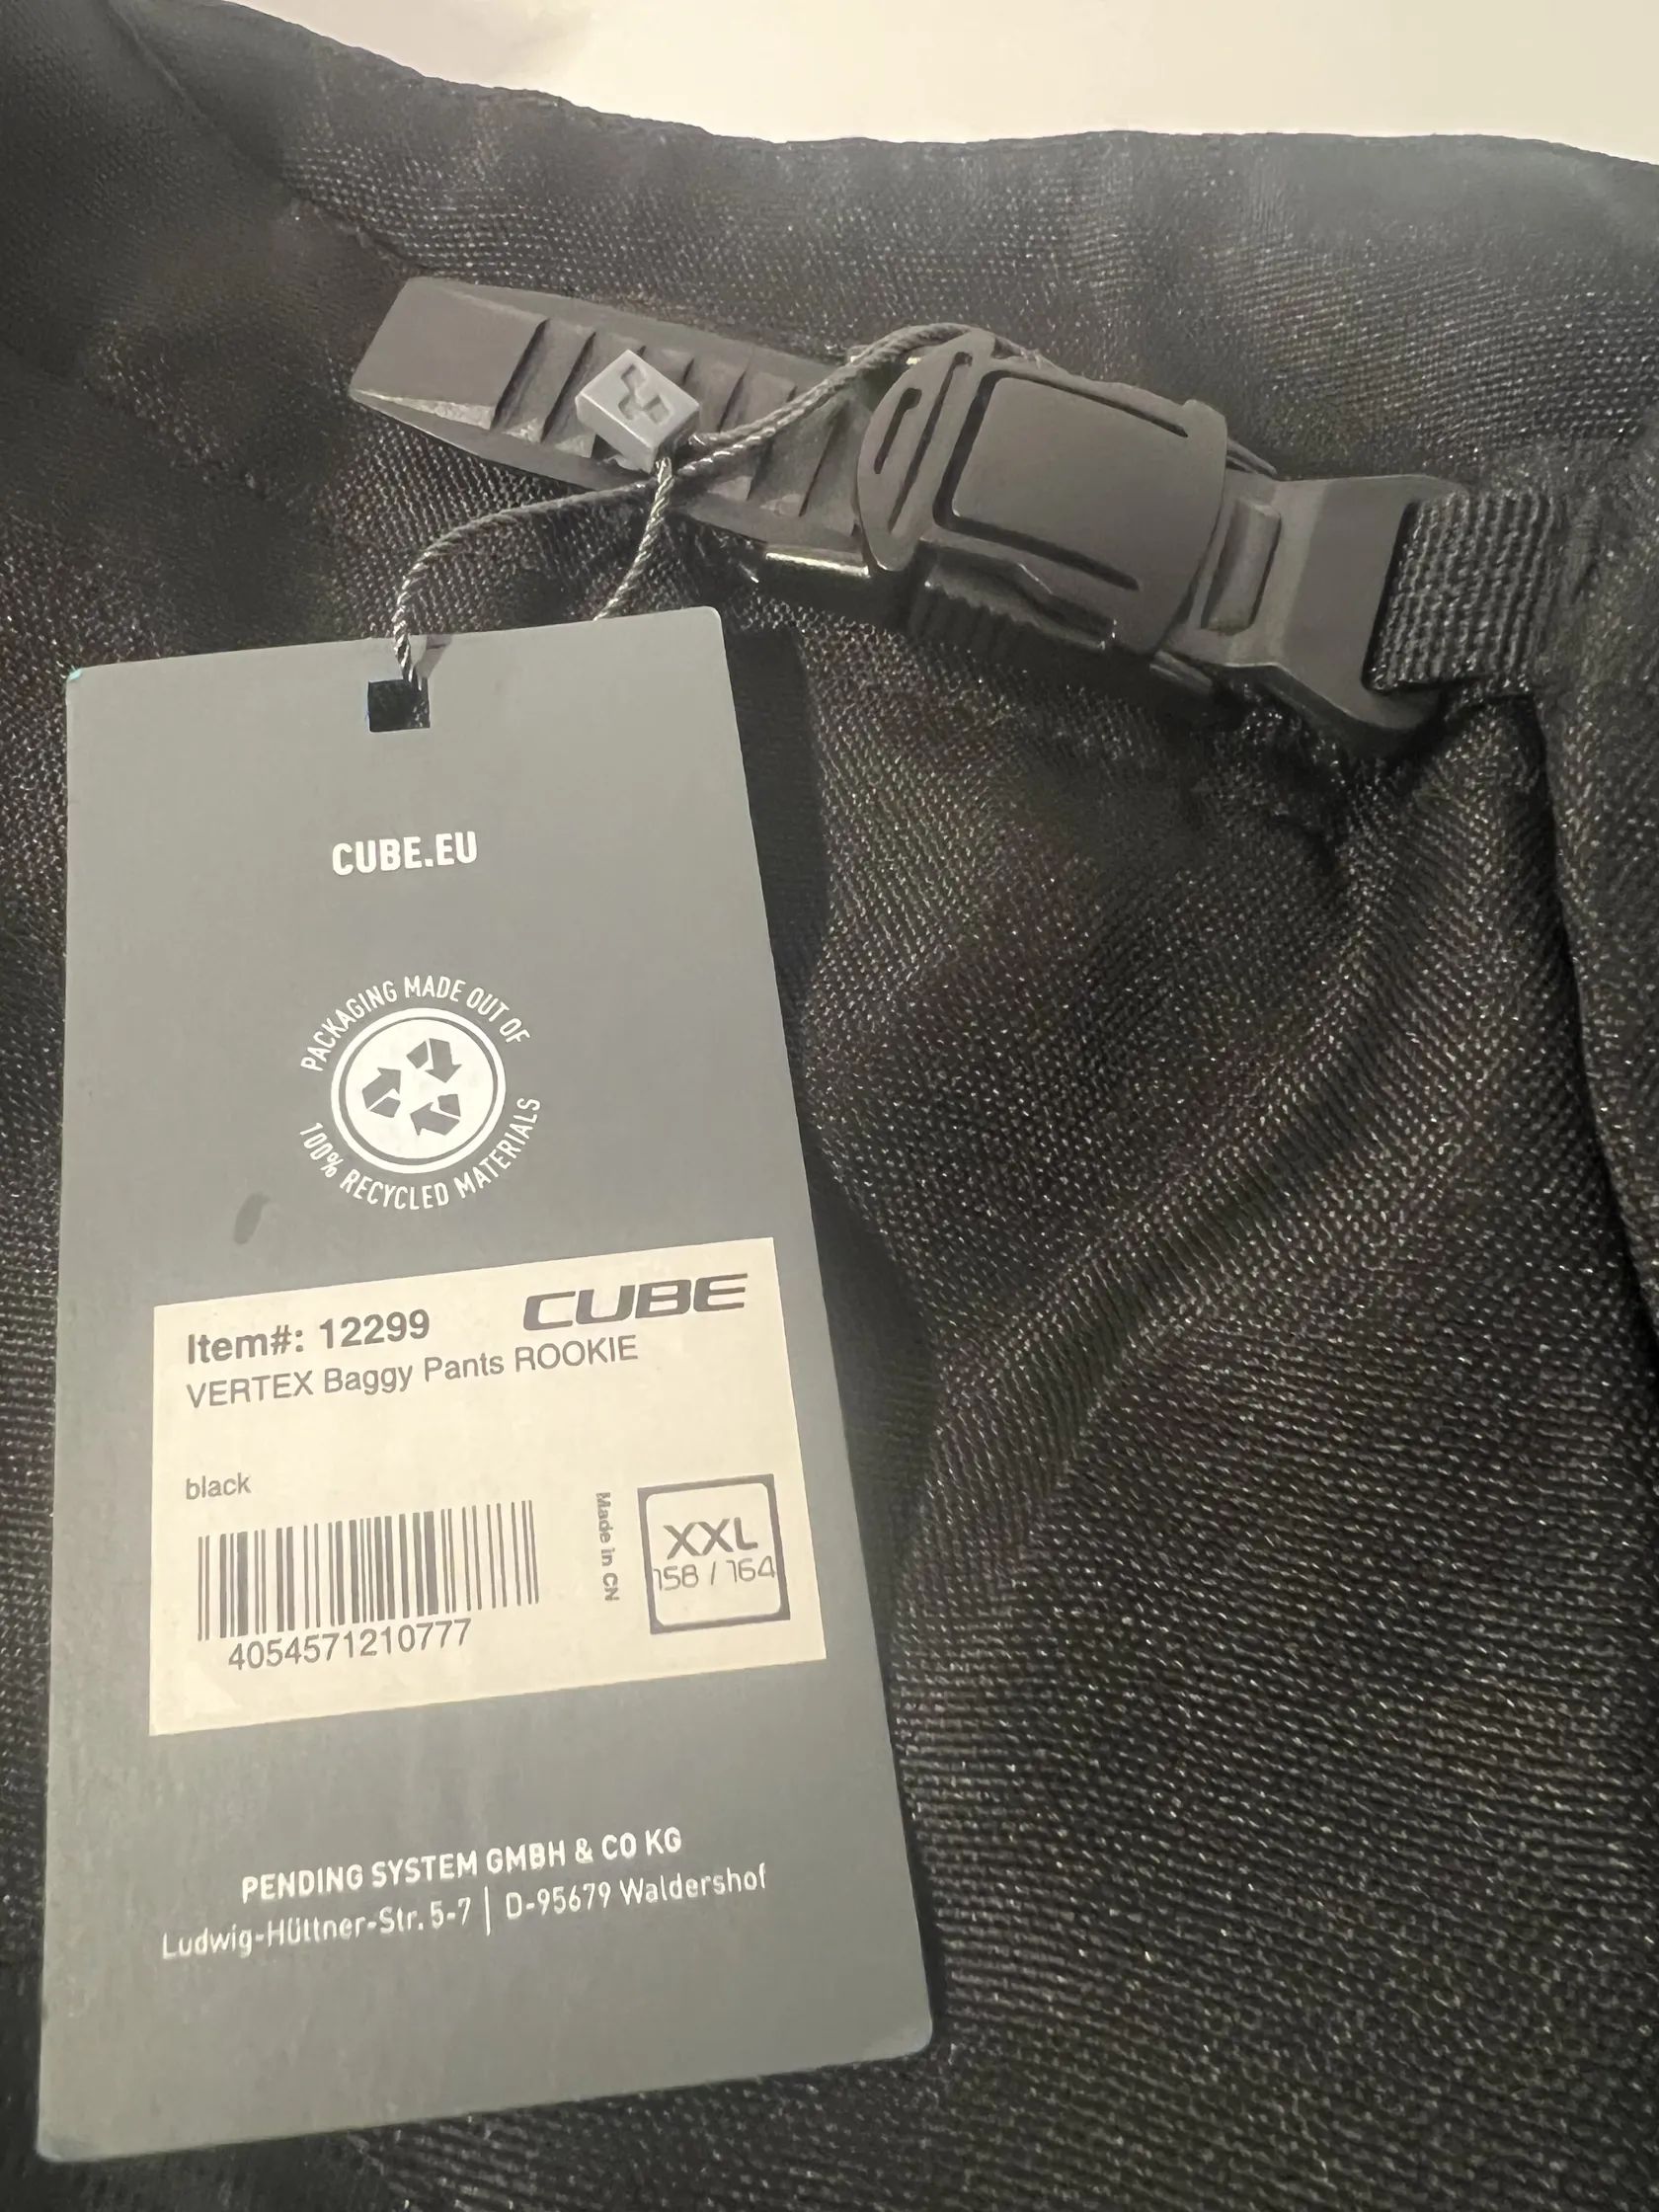 CUBE.EU
PACKAGING MADE OUT OF
100% RECYCLED MATERIALS
CUBE
Item#: 12299
VERTEX Baggy Pants ROOKIE
black
Made in CN
XXL
158 / 164
4054571210777
PENDING SYSTEM GMBH & CO KG
Ludwig-Hüttner-Str. 5-7 | D-95679 Waldershof